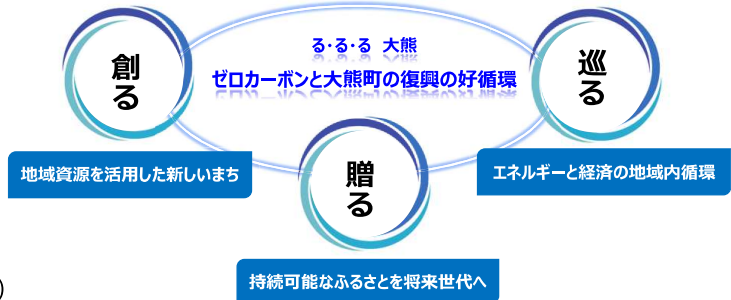 る・る・る 大熊
ゼロカーボンと大熊町の復興の好循環
創る
地域資源を活用した新しいまち
巡る
エネルギーと経済の地域内循環
贈る
持続可能なふるさとを将来世代へ
)